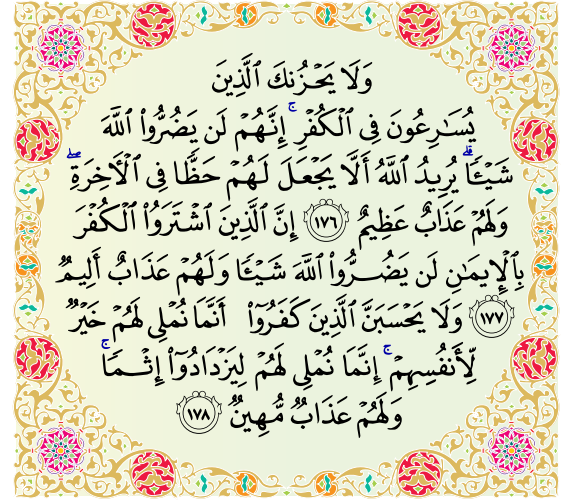 وَلَا يَحۡزُنكَ ٱلَّذِينَ
يُسَٰرِعُونَ فِي ٱلۡكُفۡرِۚ إِنَّهُمۡ لَن يَضُرُّواْ ٱللَّهَ
شَيۡـٔٗاۗ يُرِيدُ ٱللَّهُ أَلَّا يَجۡعَلَ لَهُمۡ حَظّٗا فِي ٱلۡأٓخِرَةِۖ
وَلَهُمۡ عَذَابٌ عَظِيمٌ ١٧٦ إِنَّ ٱلَّذِينَ ٱشۡتَرَوُاْ ٱلۡكُفۡرَ
بِٱلۡإِيمَٰنِ لَن يَضُرُّواْ ٱللَّهَ شَيۡـٔٗا وَلَهُمۡ عَذَابٌ أَلِيمٞ
١٧٧ وَلَا يَحۡسَبَنَّ ٱلَّذِينَ كَفَرُوٓاْ أَنَّمَا نُمۡلِي لَهُمۡ خَيۡرٞ
لِّأَنفُسِهِمۡۚ إِنَّمَا نُمۡلِي لَهُمۡ لِيَزۡدَادُوٓاْ إِثۡمٗاۚ
وَلَهُمۡ عَذَابٞ مُّهِينٞ ١٧٨